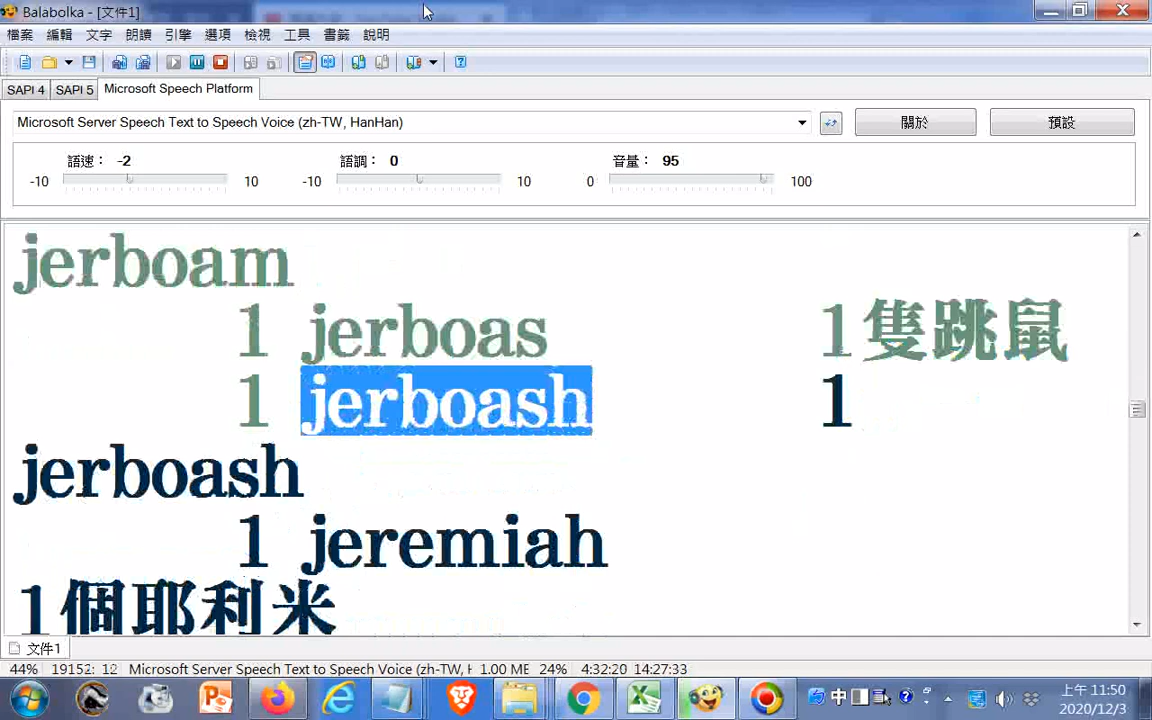 Balabolka - [文件1]
檔案 編輯 文字 朗讀 引擎 選項 檢視 工具 書籤 說明
SAPI 4 SAPI 5 Microsoft Speech Platform
Microsoft Server Speech Text to Speech Voice (zh-TW, HanHan) 關於 預設
語速： -2 語調： 0 音量： 95
-10 10 -10 10 0 100
jerboam
1 jerboas 1隻跳鼠
1 jerboash 1
jerboash
1 jeremiah
1個耶利米
文件1
44% 19152: 12 Microsoft Server Speech Text to Speech Voice (zh-TW, 1.00 ME 24% 4:32:20 14:27:33
中 上午 11:50
2020/12/3